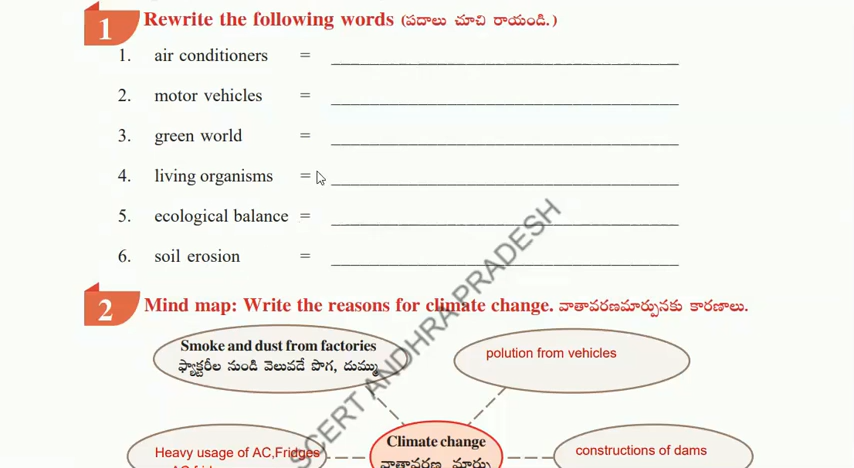 1 Rewrite the following words (పదాలు చూచి రాయండి.)
1. air conditioners =
2. motor vehicles =
3. green world =
4. living organisms =
5. ecological balance =
6. soil erosion =
2 Mind map: Write the reasons for climate change. వాతావరణమార్పునకు కారణాలు.
Smoke and dust from factories
ఫ్యాక్టరీల నుండి వెలువడే పొగ, దుమ్ము
polution from vehicles
Heavy usage of AC,Fridges
Climate change
వాతావరణ మార్పు
constructions of dams
SCERT ANDHRA PRADESH